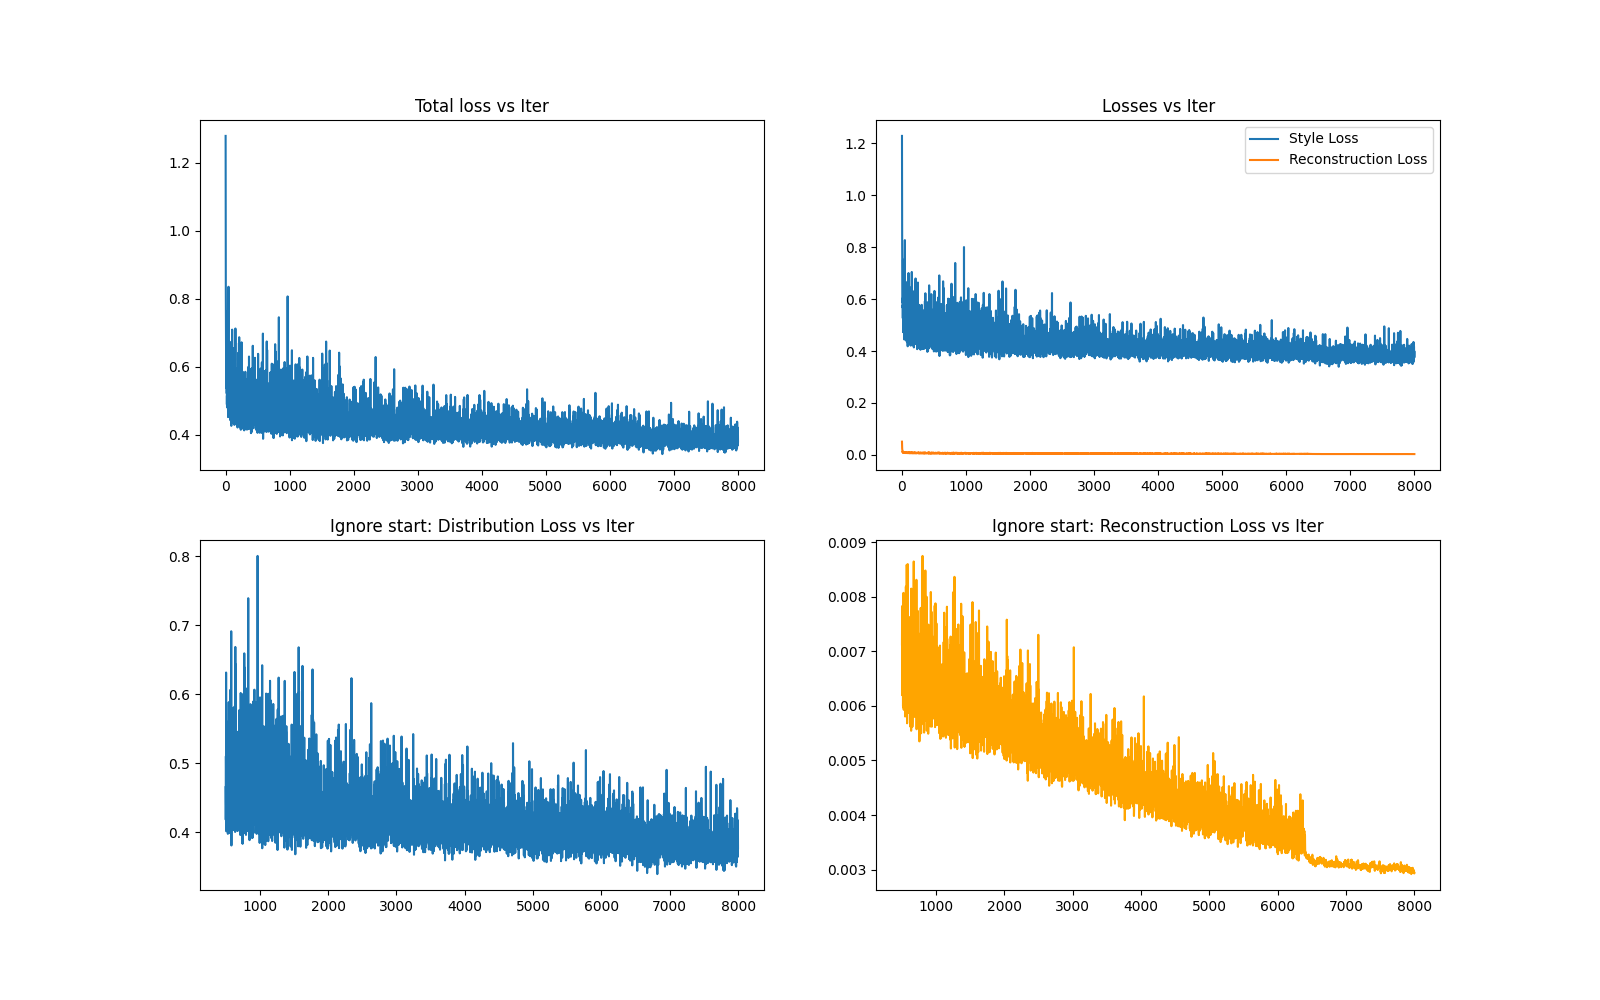 Total loss vs Iter
1.2
1.0
0.8
0.6
0.4
0 1000 2000 3000 4000 5000 6000 7000 8000
Losses vs Iter
Style Loss
Reconstruction Loss
1.2
1.0
0.8
0.6
0.4
0.2
0.0
0 1000 2000 3000 4000 5000 6000 7000 8000
Ignore start: Distribution Loss vs Iter
0.8
0.7
0.6
0.5
0.4
1000 2000 3000 4000 5000 6000 7000 8000
Ignore start: Reconstruction Loss vs Iter
0.009
0.008
0.007
0.006
0.005
0.004
0.003
1000 2000 3000 4000 5000 6000 7000 8000